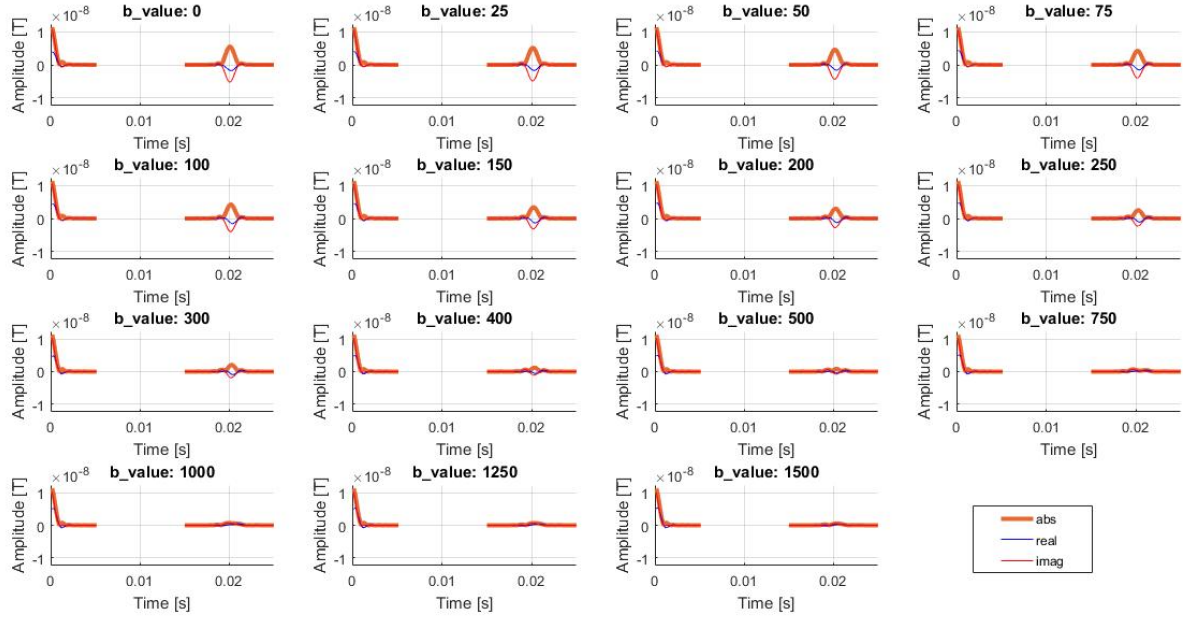 b_value: 0
×10⁻⁸
Amplitude [T]
1
0
-1
0
0.01
0.02
Time [s]
b_value: 25
×10⁻⁸
Amplitude [T]
1
0
-1
0
0.01
0.02
Time [s]
b_value: 50
×10⁻⁸
Amplitude [T]
1
0
-1
0
0.01
0.02
Time [s]
b_value: 75
×10⁻⁸
Amplitude [T]
1
0
-1
0
0.01
0.02
Time [s]
b_value: 100
×10⁻⁸
Amplitude [T]
1
0
-1
0
0.01
0.02
Time [s]
b_value: 150
×10⁻⁸
Amplitude [T]
1
0
-1
0
0.01
0.02
Time [s]
b_value: 200
×10⁻⁸
Amplitude [T]
1
0
-1
0
0.01
0.02
Time [s]
b_value: 250
×10⁻⁸
Amplitude [T]
1
0
-1
0
0.01
0.02
Time [s]
b_value: 300
×10⁻⁸
Amplitude [T]
1
0
-1
0
0.01
0.02
Time [s]
b_value: 400
×10⁻⁸
Amplitude [T]
1
0
-1
0
0.01
0.02
Time [s]
b_value: 500
×10⁻⁸
Amplitude [T]
1
0
-1
0
0.01
0.02
Time [s]
b_value: 750
×10⁻⁸
Amplitude [T]
1
0
-1
0
0.01
0.02
Time [s]
b_value: 1000
×10⁻⁸
Amplitude [T]
1
0
-1
0
0.01
0.02
Time [s]
b_value: 1250
×10⁻⁸
Amplitude [T]
1
0
-1
0
0.01
0.02
Time [s]
b_value: 1500
×10⁻⁸
Amplitude [T]
1
0
-1
0
0.01
0.02
Time [s]
abs
real
imag